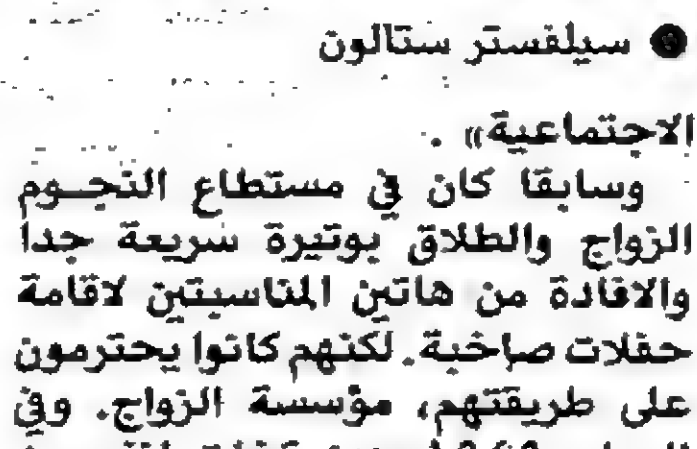 ● سيلفستر ستالون
الاجتماعية» .
وسابقا كان في مستطاع النجــوم
الزواج والطلاق بوتيرة سريعة جدا
والافادة من هاتين المناسبتين لاقامة
حفلات صاخبة. لكنهم كانوا يحترمون
على طريقتهم، مؤسسة الزواج. وفي